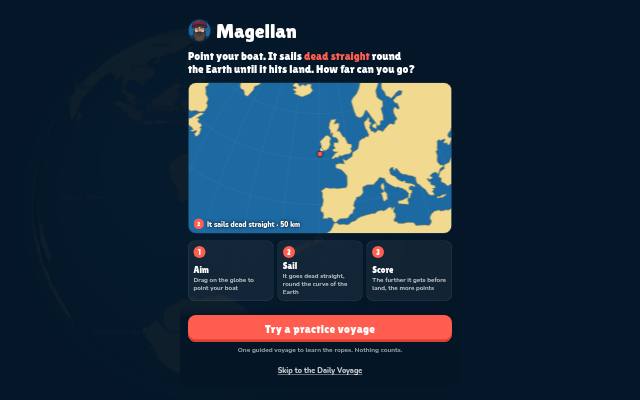 Magellan
Point your boat. It sails dead straight round
the Earth until it hits land. How far can you go?
2 It sails dead straight · 50 km
1
Aim
Drag on the globe to
point your boat
2
Sail
It goes dead straight,
round the curve of the
Earth
3
Score
The further it gets before
land, the more points
Try a practice voyage
One guided voyage to learn the ropes. Nothing counts.
Skip to the Daily Voyage